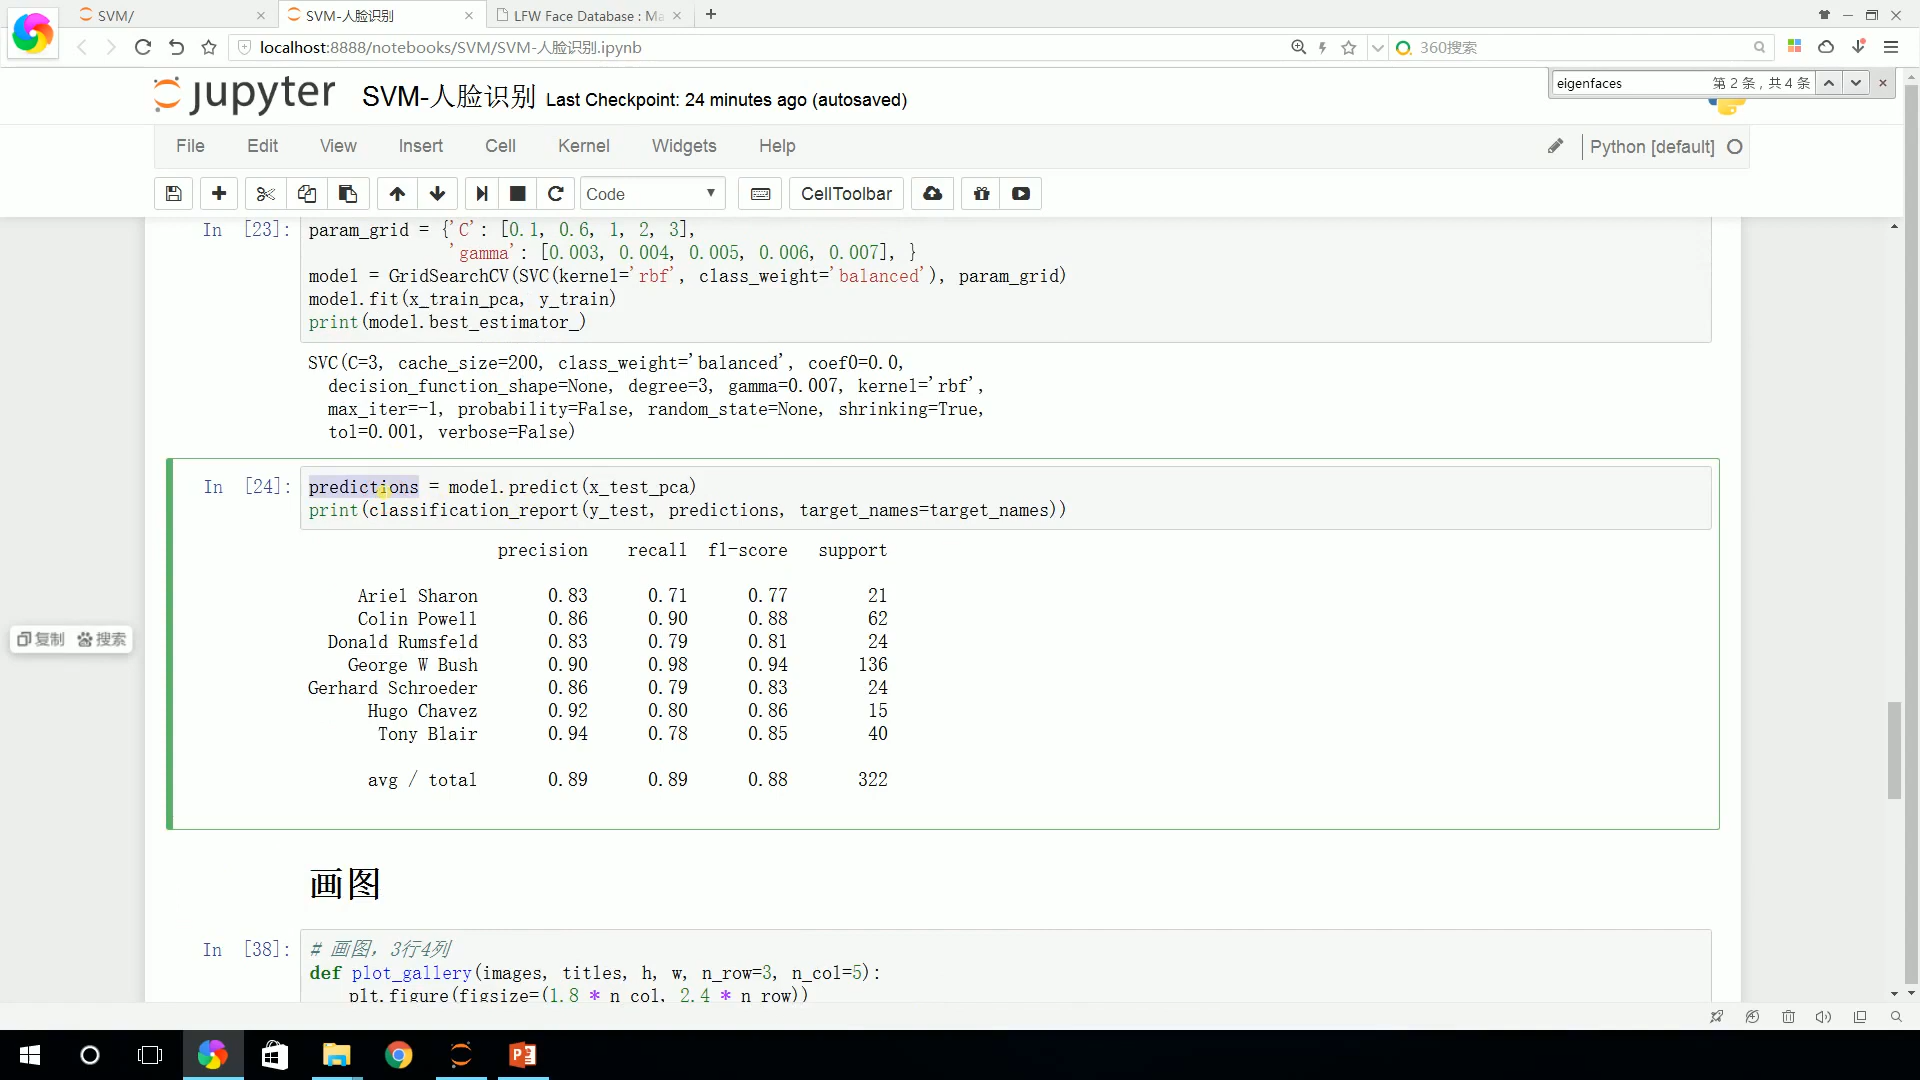 SVM/
SVM-人脸识别
LFW Face Database : Ma
localhost:8888/notebooks/SVM/SVM-人脸识别.ipynb
360搜索
eigenfaces
第 2 条 , 共 4 条
jupyter
SVM-人脸识别
Last Checkpoint: 24 minutes ago (autosaved)
File Edit View Insert Cell Kernel Widgets Help
Python [default]
Code
CellToolbar
In [23]:
param_grid = {'C': [0.1, 0.6, 1, 2, 3],
'gamma': [0.003, 0.004, 0.005, 0.006, 0.007], }
model = GridSearchCV(SVC(kernel='rbf', class_weight='balanced'), param_grid)
model.fit(x_train_pca, y_train)
print(model.best_estimator_)
SVC(C=3, cache_size=200, class_weight='balanced', coef0=0.0,
decision_function_shape=None, degree=3, gamma=0.007, kernel='rbf',
max_iter=-1, probability=False, random_state=None, shrinking=True,
tol=0.001, verbose=False)
In [24]:
predictions = model.predict(x_test_pca)
print(classification_report(y_test, predictions, target_names=target_names))
precision recall f1-score support
Ariel Sharon 0.83 0.71 0.77 21
Colin Powell 0.86 0.90 0.88 62
Donald Rumsfeld 0.83 0.79 0.81 24
George W Bush 0.90 0.98 0.94 136
Gerhard Schroeder 0.86 0.79 0.83 24
Hugo Chavez 0.92 0.80 0.86 15
Tony Blair 0.94 0.78 0.85 40
avg / total 0.89 0.89 0.88 322
复制 搜索
画图
In [38]:
# 画图，3行4列
def plot_gallery(images, titles, h, w, n_row=3, n_col=5):
plt.figure(figsize=(1.8 * n_col, 2.4 * n_row))